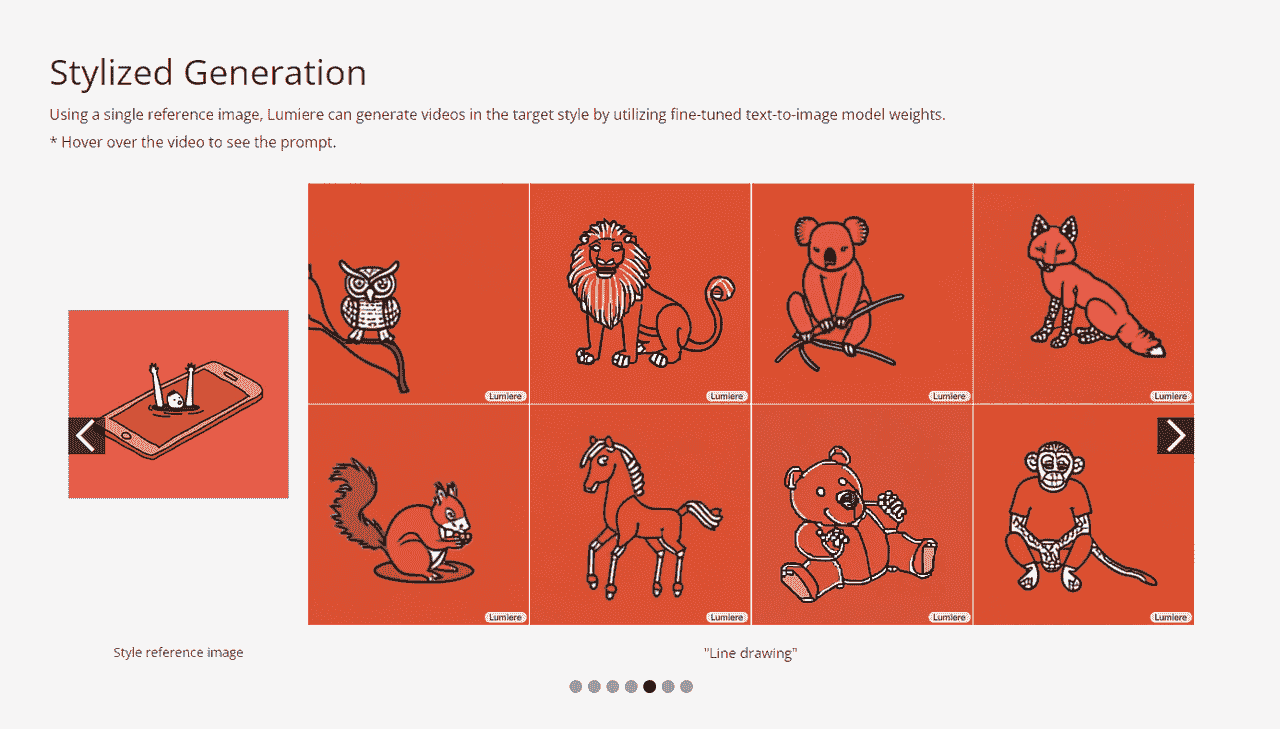 Stylized Generation
Using a single reference image, Lumiere can generate videos in the target style by utilizing fine-tuned text-to-image model weights.
* Hover over the video to see the prompt.
Lumiere
Lumiere
Lumiere
Lumiere
Lumiere
Lumiere
Lumiere
Lumiere
Style reference image
"Line drawing"